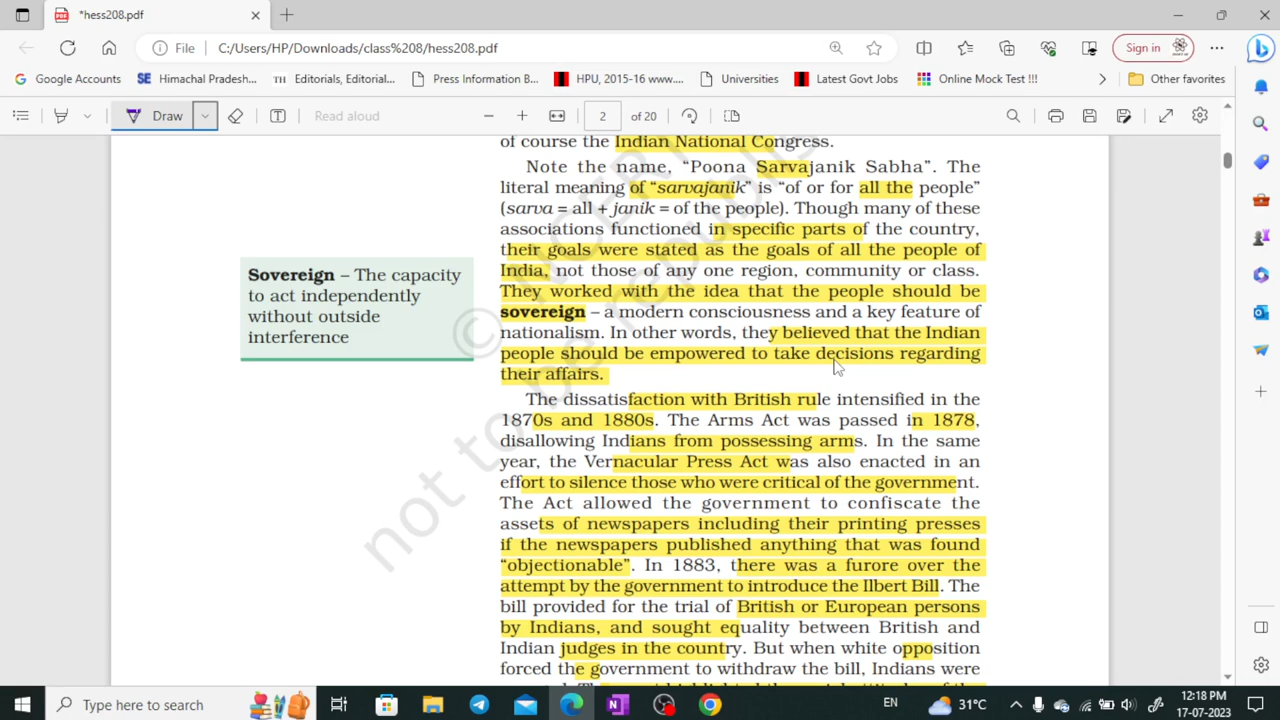 *hess208.pdf
File C:/Users/HP/Downloads/class%208/hess208.pdf Sign in
Google Accounts SE Himachal Pradesh... TH Editorials, Editorial... Press Information B... HPU, 2015-16 www.... Universities Latest Govt Jobs Online Mock Test !!! Other favorites
Draw Read aloud 2 of 20
of course the Indian National Congress.
Note the name, “Poona Sarvajanik Sabha”. The
literal meaning of “sarvajanik” is “of or for all the people”
(sarva = all + janik = of the people). Though many of these
associations functioned in specific parts of the country,
their goals were stated as the goals of all the people of
India, not those of any one region, community or class.
They worked with the idea that the people should be
sovereign – a modern consciousness and a key feature of
nationalism. In other words, they believed that the Indian
people should be empowered to take decisions regarding
their affairs.
Sovereign – The capacity
to act independently
without outside
interference
The dissatisfaction with British rule intensified in the
1870s and 1880s. The Arms Act was passed in 1878,
disallowing Indians from possessing arms. In the same
year, the Vernacular Press Act was also enacted in an
effort to silence those who were critical of the government.
The Act allowed the government to confiscate the
assets of newspapers including their printing presses
if the newspapers published anything that was found
“objectionable”. In 1883, there was a furore over the
attempt by the government to introduce the Ilbert Bill. The
bill provided for the trial of British or European persons
by Indians, and sought equality between British and
Indian judges in the country. But when white opposition
forced the government to withdraw the bill, Indians were
© NCERT
not to be republ
Type here to search
31°C
EN
12:18 PM
17-07-2023